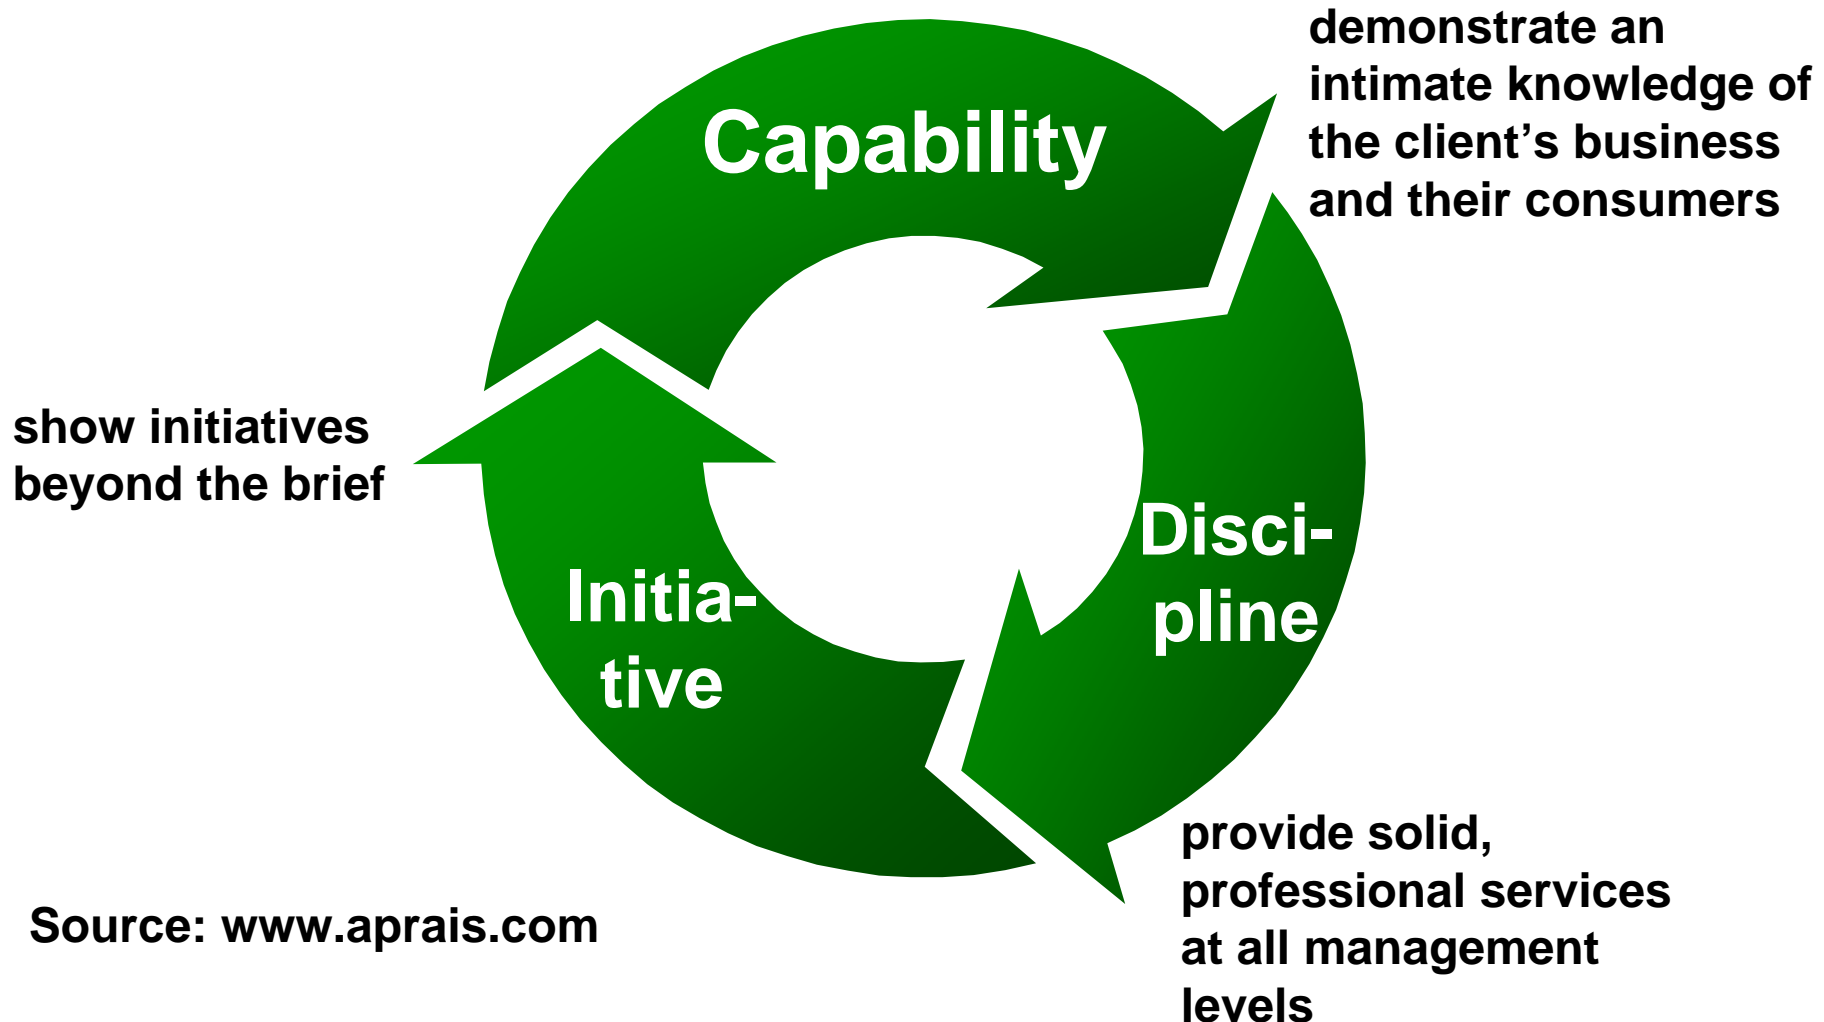 Capability
demonstrate an
intimate knowledge of
the client’s business
and their consumers
Disci-
pline
provide solid,
professional services
at all management
levels
Initia-
tive
show initiatives
beyond the brief
Source: www.aprais.com